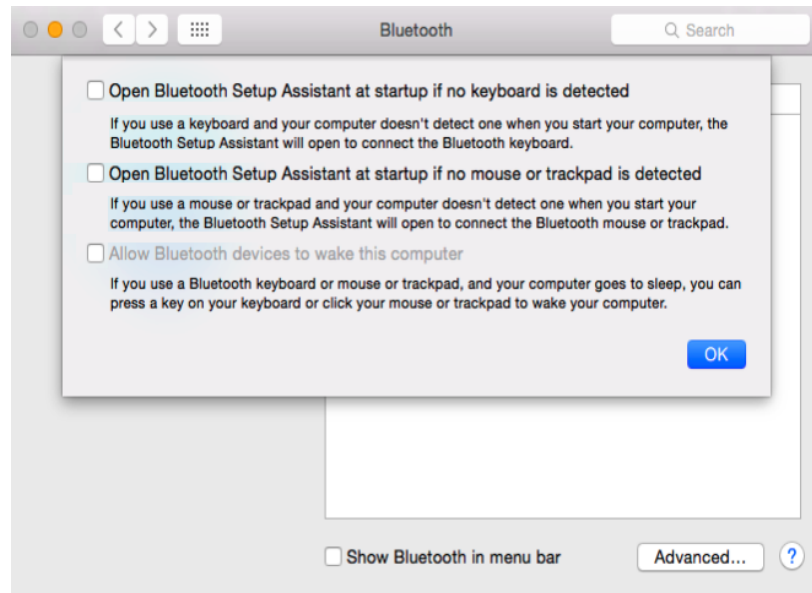 Bluetooth
Search
Open Bluetooth Setup Assistant at startup if no keyboard is detected
If you use a keyboard and your computer doesn't detect one when you start your computer, the
Bluetooth Setup Assistant will open to connect the Bluetooth keyboard.
Open Bluetooth Setup Assistant at startup if no mouse or trackpad is detected
If you use a mouse or trackpad and your computer doesn't detect one when you start your
computer, the Bluetooth Setup Assistant will open to connect the Bluetooth mouse or trackpad.
Allow Bluetooth devices to wake this computer
If you use a Bluetooth keyboard or mouse or trackpad, and your computer goes to sleep, you can
press a key on your keyboard or click your mouse or trackpad to wake your computer.
OK
Show Bluetooth in menu bar
Advanced...
?